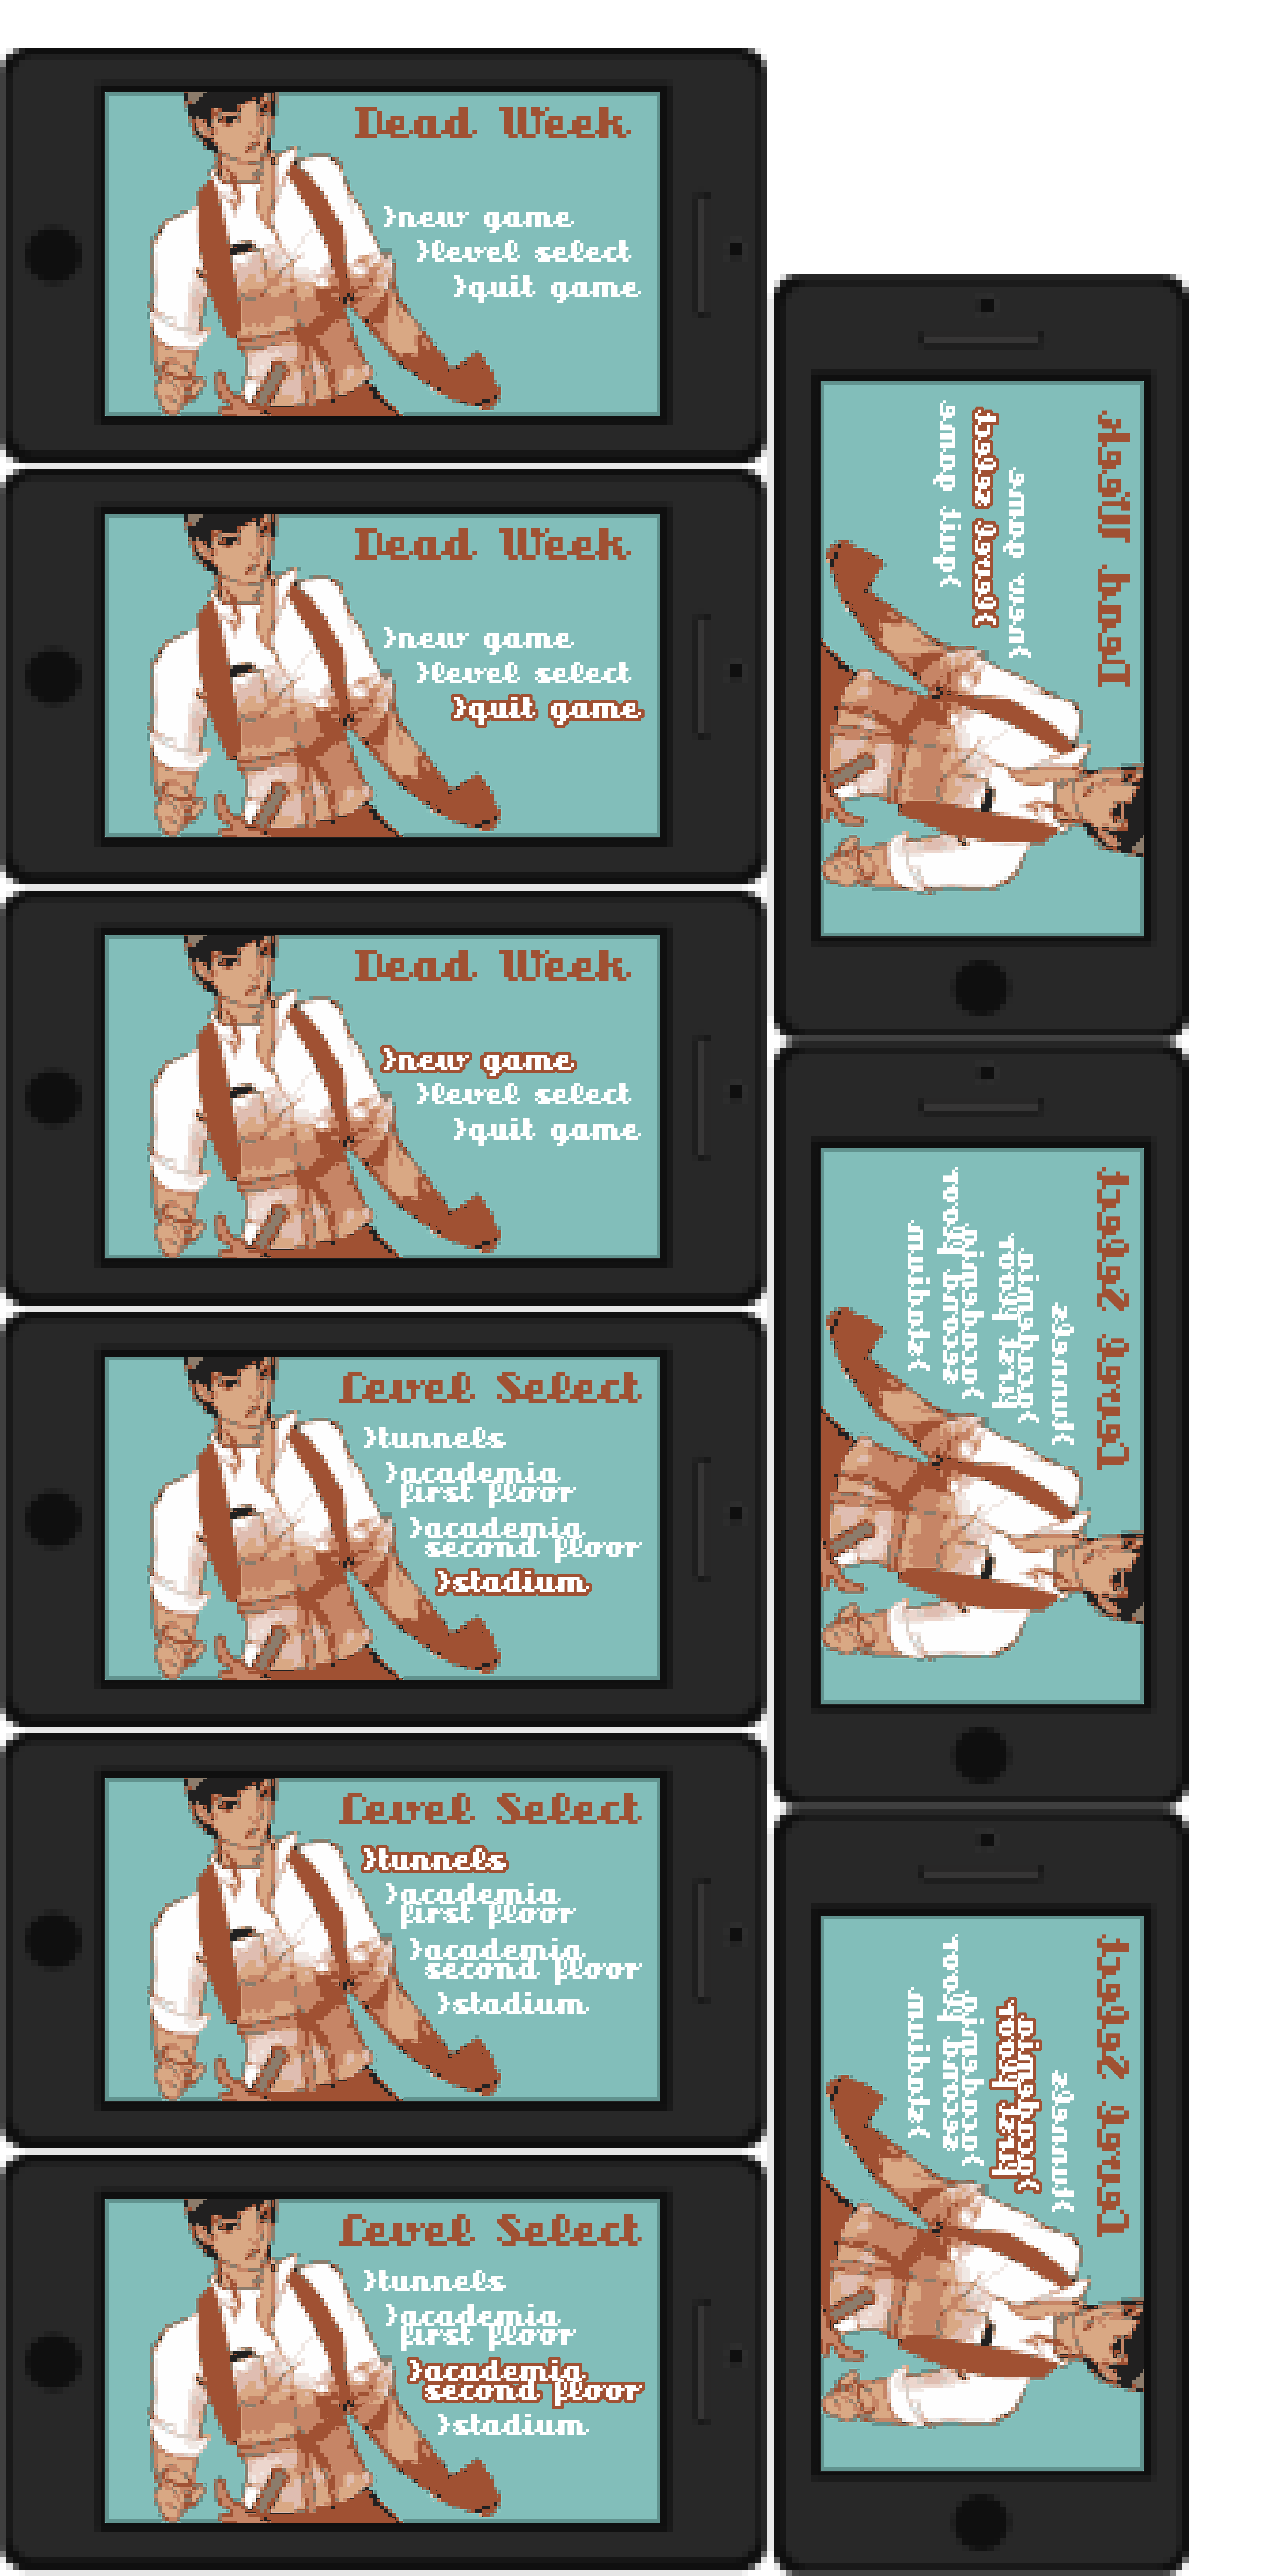 Dead Week
}new game
}level select
}quit game
Dead Week
}new game
}level select
}quit game
Dead Week
}new game
}level select
}quit game
Level Select
}tunnels
}academia
first floor
}academia
second floor
}stadium
Level Select
}tunnels
}academia
first floor
}academia
second floor
}stadium
Level Select
}tunnels
}academia
first floor
}academia
second floor
}stadium
Dead Week
}new game
}level select
}quit game
Level Select
}tunnels
}academia
first floor
}academia
second floor
}stadium
Level Select
}tunnels
}academia
first floor
}academia
second floor
}stadium